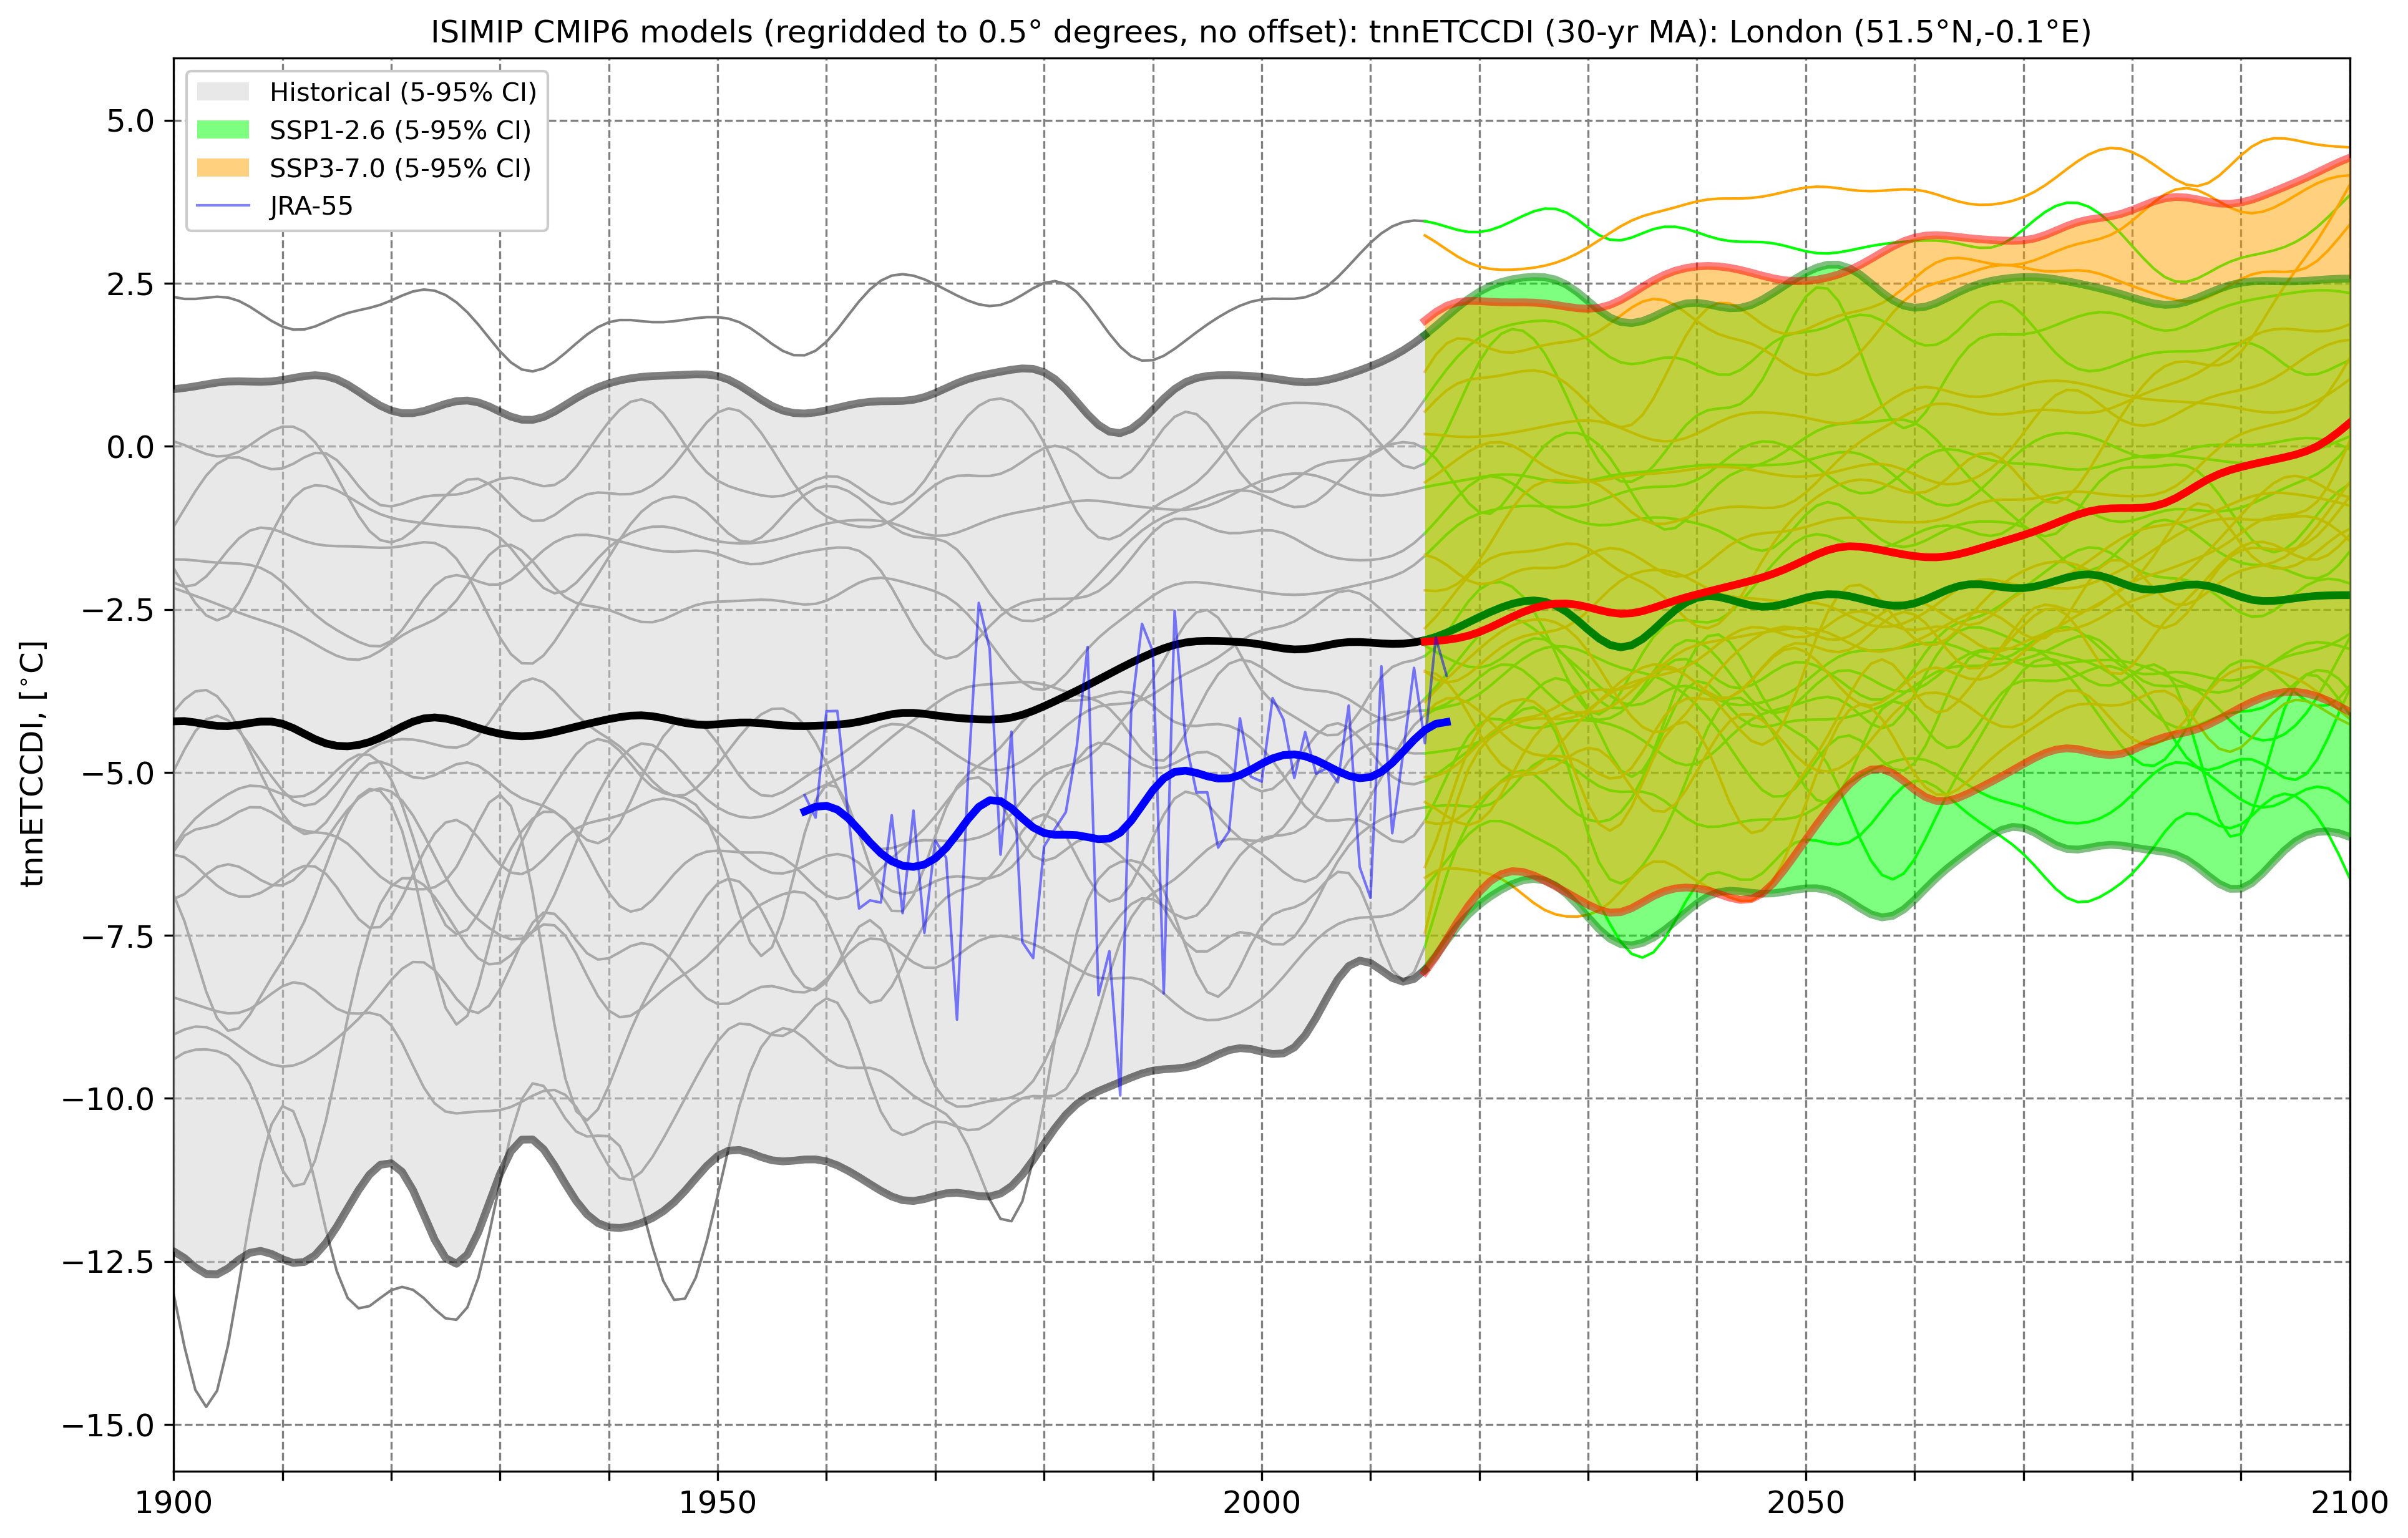 ISIMIP CMIP6 models (regridded to 0.5° degrees, no offset): tnnETCCDI (30-yr MA): London (51.5°N,-0.1°E)
Historical (5-95% CI)
SSP1-2.6 (5-95% CI)
SSP3-7.0 (5-95% CI)
JRA-55
tnnETCCDI, [°C]
5.0
2.5
0.0
−2.5
−5.0
−7.5
−10.0
−12.5
−15.0
1900 1950 2000 2050 2100